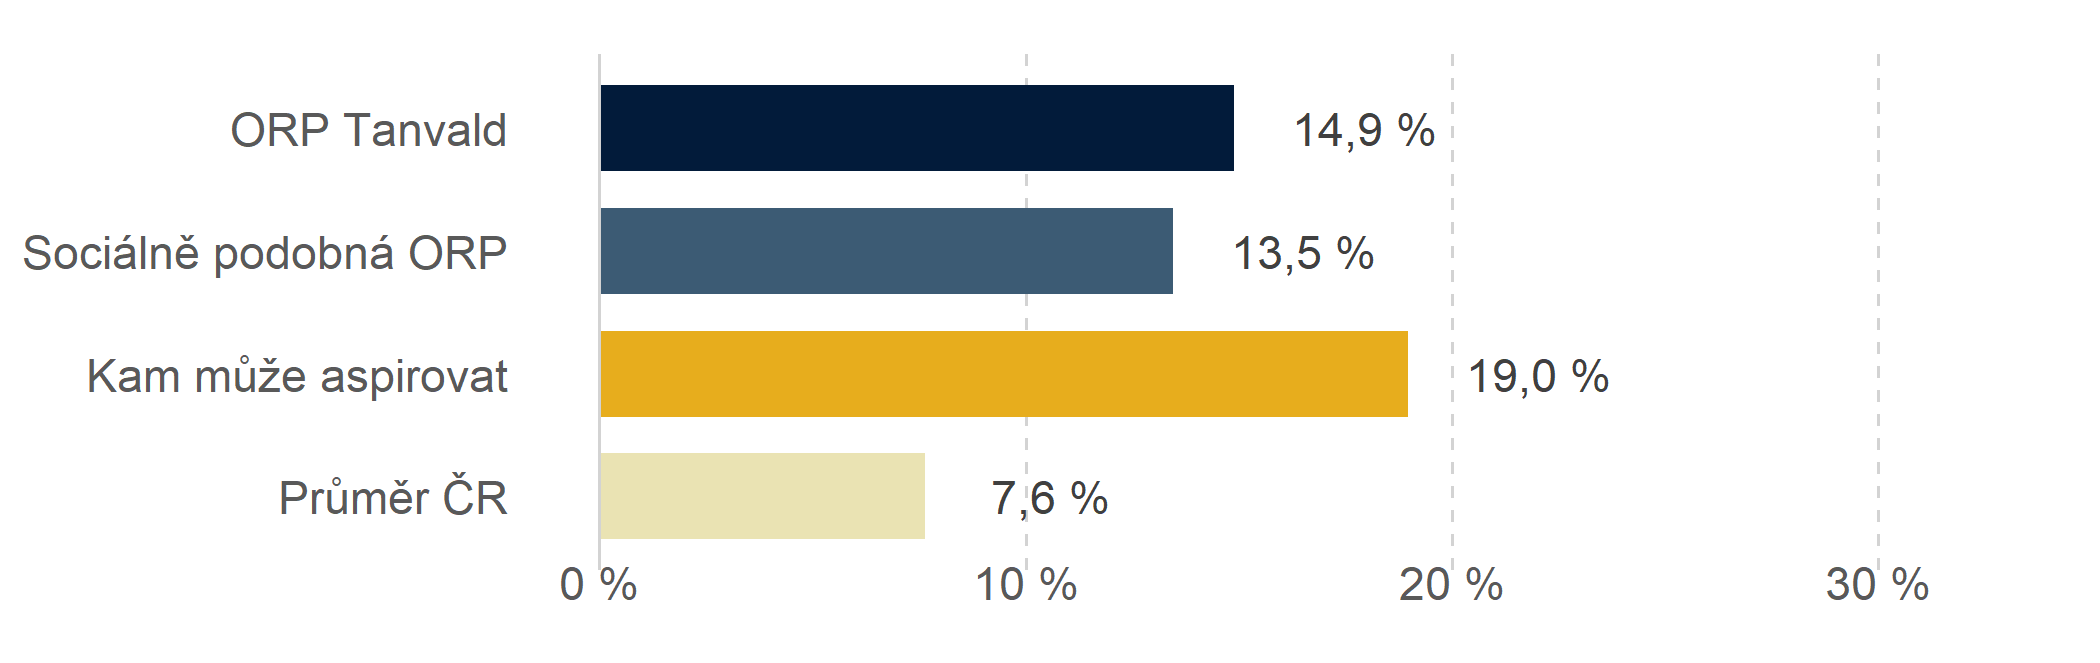 ORP Tanvald
14,9 %
Sociálně podobná ORP
13,5 %
Kam může aspirovat
19,0 %
Průměr ČR
7,6 %
0 %
10 %
20 %
30 %